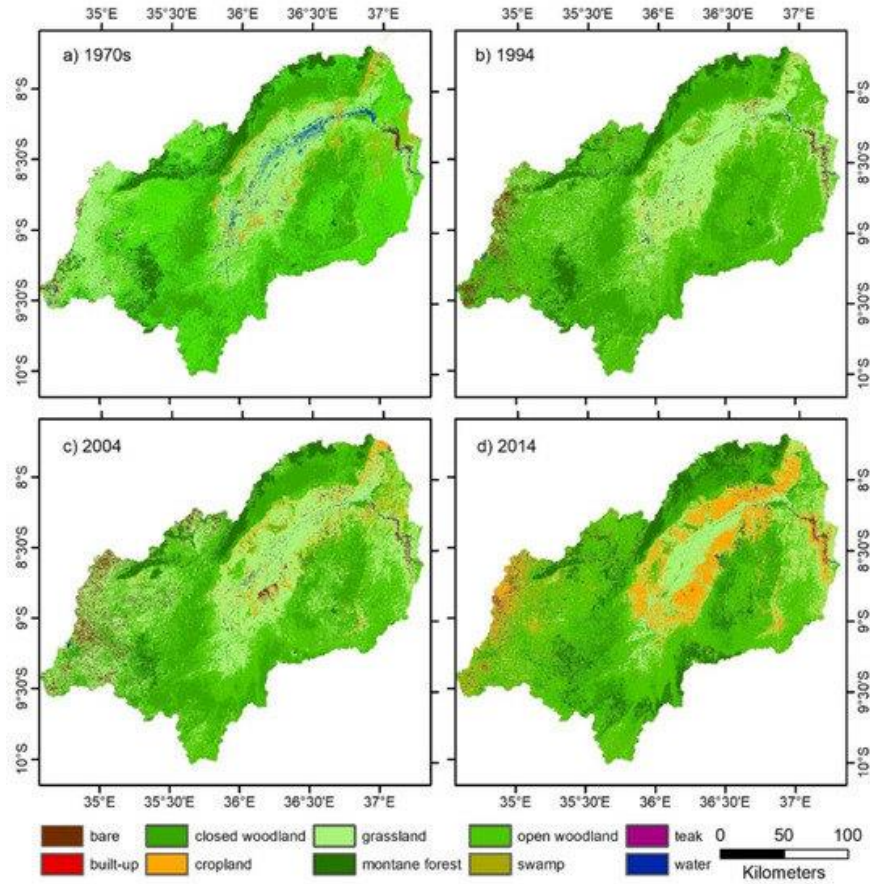 35°E 35°30'E 36°E 36°30'E 37°E 35°E 35°30'E 36°E 36°30'E 37°E
a) 1970s b) 1994
8°S 8°S
8°30'S 8°30'S
9°S 9°S
9°30'S 9°30'S
10°S 10°S
c) 2004 d) 2014
8°S 8°S
8°30'S 8°30'S
9°S 9°S
9°30'S 9°30'S
10°S 10°S
35°E 35°30'E 36°E 36°30'E 37°E 35°E 35°30'E 36°E 36°30'E 37°E
bare closed woodland grassland open woodland teak 0 50 100
built-up cropland montane forest swamp water Kilometers